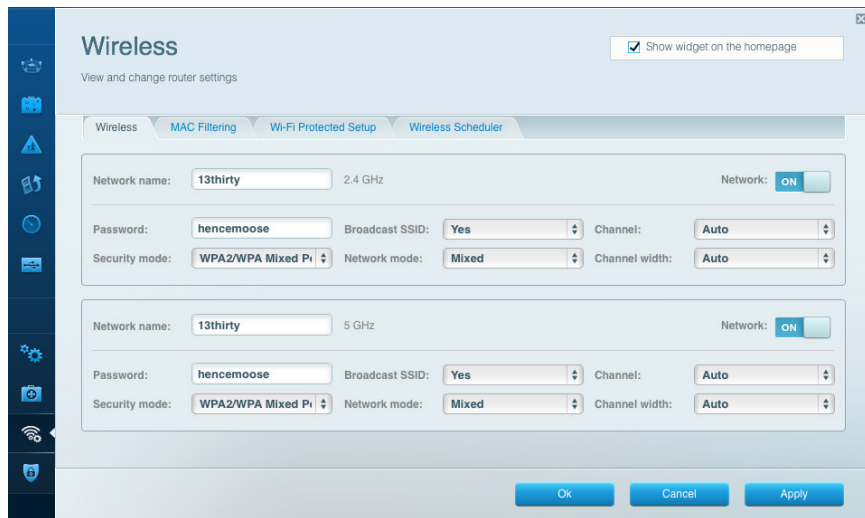 Wireless
Show widget on the homepage
View and change router settings
Wireless MAC Filtering Wi-Fi Protected Setup Wireless Scheduler
Network name: 13thirty 2.4 GHz Network: ON
Password: hencemoose Broadcast SSID: Yes Channel: Auto
Security mode: WPA2/WPA Mixed Network mode: Mixed Channel width: Auto
Network name: 13thirty 5 GHz Network: ON
Password: hencemoose Broadcast SSID: Yes Channel: Auto
Security mode: WPA2/WPA Mixed Network mode: Mixed Channel width: Auto
Ok Cancel Apply